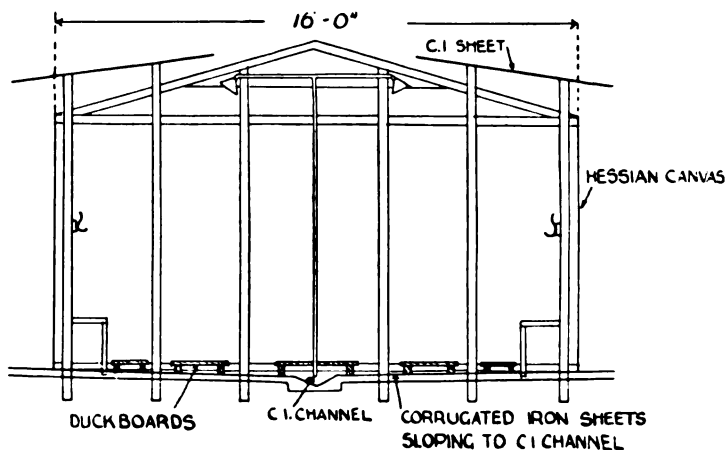 16'-0"
C.I SHEET
HESSIAN CANVAS
DUCKBOARDS
C I. CHANNEL
CORRUGATED IRON SHEETS
SLOPING TO C I CHANNEL